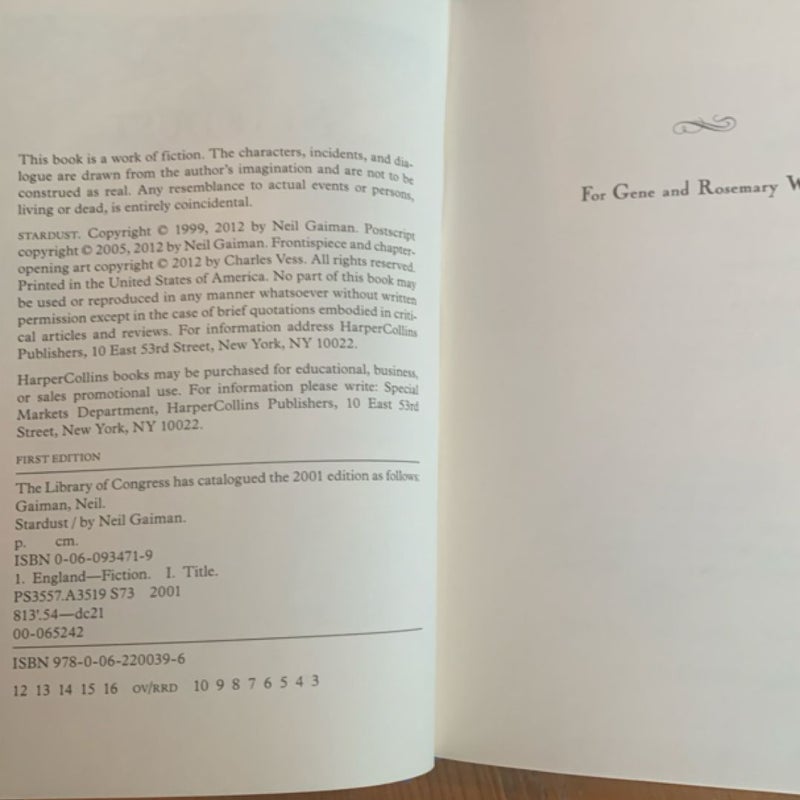 This book is a work of fiction. The characters, incidents, and dia-
logue are drawn from the author's imagination and are not to be
construed as real. Any resemblance to actual events or persons,
living or dead, is entirely coincidental.
STARDUST. Copyright © 1999, 2012 by Neil Gaiman. Postscript
copyright © 2005, 2012 by Neil Gaiman. Frontispiece and chapter-
opening art copyright © 2012 by Charles Vess. All rights reserved.
Printed in the United States of America. No part of this book may
be used or reproduced in any manner whatsoever without written
permission except in the case of brief quotations embodied in criti-
cal articles and reviews. For information address HarperCollins
Publishers, 10 East 53rd Street, New York, NY 10022.
HarperCollins books may be purchased for educational, business,
or sales promotional use. For information please write: Special
Markets Department, HarperCollins Publishers, 10 East 53rd
Street, New York, NY 10022.
FIRST EDITION
The Library of Congress has catalogued the 2001 edition as follows:
Gaiman, Neil.
Stardust / by Neil Gaiman.
p. cm.
ISBN 0-06-093471-9
1. England—Fiction. I. Title.
PS3557.A3519 S73 2001
813'.54—dc21
00-065242
ISBN 978-0-06-220039-6
12 13 14 15 16 OV/RRD 10 9 8 7 6 5 4 3
For Gene and Rosemary W